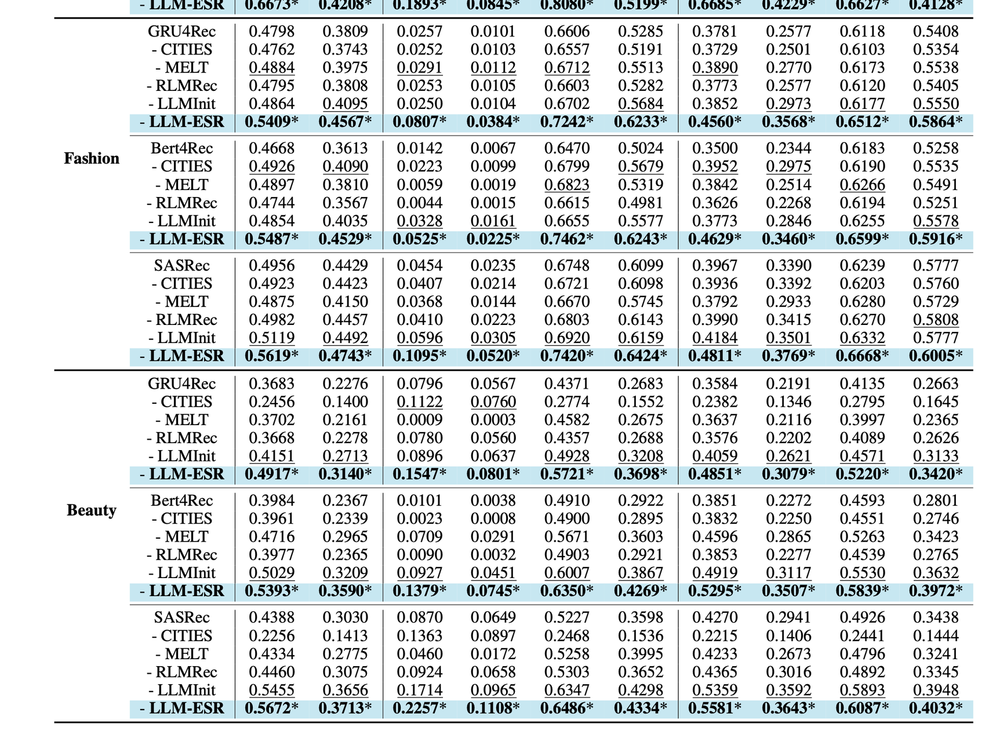 - LLM-ESR 0.6673* 0.4208* 0.1893* 0.0845* 0.8080* 0.5199* 0.6685* 0.4229* 0.6627* 0.4128*
GRU4Rec 0.4798 0.3809 0.0257 0.0101 0.6606 0.5285 0.3781 0.2577 0.6118 0.5408
- CITIES 0.4762 0.3743 0.0252 0.0103 0.6557 0.5191 0.3729 0.2501 0.6103 0.5354
- MELT 0.4884 0.3975 0.0291 0.0112 0.6712 0.5513 0.3890 0.2770 0.6173 0.5538
- RLMRec 0.4795 0.3808 0.0253 0.0105 0.6603 0.5282 0.3773 0.2577 0.6120 0.5405
- LLMInit 0.4864 0.4095 0.0250 0.0104 0.6702 0.5684 0.3852 0.2973 0.6177 0.5550
- LLM-ESR 0.5409* 0.4567* 0.0807* 0.0384* 0.7242* 0.6233* 0.4560* 0.3568* 0.6512* 0.5864*
Fashion
Bert4Rec 0.4668 0.3613 0.0142 0.0067 0.6470 0.5024 0.3500 0.2344 0.6183 0.5258
- CITIES 0.4926 0.4090 0.0223 0.0099 0.6799 0.5679 0.3952 0.2975 0.6190 0.5535
- MELT 0.4897 0.3810 0.0059 0.0019 0.6823 0.5319 0.3842 0.2514 0.6266 0.5491
- RLMRec 0.4744 0.3567 0.0044 0.0015 0.6615 0.4981 0.3626 0.2268 0.6194 0.5251
- LLMInit 0.4854 0.4035 0.0328 0.0161 0.6655 0.5577 0.3773 0.2846 0.6255 0.5578
- LLM-ESR 0.5487* 0.4529* 0.0525* 0.0225* 0.7462* 0.6243* 0.4629* 0.3460* 0.6599* 0.5916*
SASRec 0.4956 0.4429 0.0454 0.0235 0.6748 0.6099 0.3967 0.3390 0.6239 0.5777
- CITIES 0.4923 0.4423 0.0407 0.0214 0.6721 0.6098 0.3936 0.3392 0.6203 0.5760
- MELT 0.4875 0.4150 0.0368 0.0144 0.6670 0.5745 0.3792 0.2933 0.6280 0.5729
- RLMRec 0.4982 0.4457 0.0410 0.0223 0.6803 0.6143 0.3990 0.3415 0.6270 0.5808
- LLMInit 0.5119 0.4492 0.0596 0.0305 0.6920 0.6159 0.4184 0.3501 0.6332 0.5777
- LLM-ESR 0.5619* 0.4743* 0.1095* 0.0520* 0.7420* 0.6424* 0.4811* 0.3769* 0.6668* 0.6005*
GRU4Rec 0.3683 0.2276 0.0796 0.0567 0.4371 0.2683 0.3584 0.2191 0.4135 0.2663
- CITIES 0.2456 0.1400 0.1122 0.0760 0.2774 0.1552 0.2382 0.1346 0.2795 0.1645
- MELT 0.3702 0.2161 0.0009 0.0003 0.4582 0.2675 0.3637 0.2116 0.3997 0.2365
- RLMRec 0.3668 0.2278 0.0780 0.0560 0.4357 0.2688 0.3576 0.2202 0.4089 0.2626
- LLMInit 0.4151 0.2713 0.0896 0.0637 0.4928 0.3208 0.4059 0.2621 0.4571 0.3133
- LLM-ESR 0.4917* 0.3140* 0.1547* 0.0801* 0.5721* 0.3698* 0.4851* 0.3079* 0.5220* 0.3420*
Beauty
Bert4Rec 0.3984 0.2367 0.0101 0.0038 0.4910 0.2922 0.3851 0.2272 0.4593 0.2801
- CITIES 0.3961 0.2339 0.0023 0.0008 0.4900 0.2895 0.3832 0.2250 0.4551 0.2746
- MELT 0.4716 0.2965 0.0709 0.0291 0.5671 0.3603 0.4596 0.2865 0.5263 0.3423
- RLMRec 0.3977 0.2365 0.0090 0.0032 0.4903 0.2921 0.3853 0.2277 0.4539 0.2765
- LLMInit 0.5029 0.3209 0.0927 0.0451 0.6007 0.3867 0.4919 0.3117 0.5530 0.3632
- LLM-ESR 0.5393* 0.3590* 0.1379* 0.0745* 0.6350* 0.4269* 0.5295* 0.3507* 0.5839* 0.3972*
SASRec 0.4388 0.3030 0.0870 0.0649 0.5227 0.3598 0.4270 0.2941 0.4926 0.3438
- CITIES 0.2256 0.1413 0.1363 0.0897 0.2468 0.1536 0.2215 0.1406 0.2441 0.1444
- MELT 0.4334 0.2775 0.0460 0.0172 0.5258 0.3995 0.4233 0.2673 0.4796 0.3241
- RLMRec 0.4460 0.3075 0.0924 0.0658 0.5303 0.3652 0.4365 0.3016 0.4892 0.3345
- LLMInit 0.5455 0.3656 0.1714 0.0965 0.6347 0.4298 0.5359 0.3592 0.5893 0.3948
- LLM-ESR 0.5672* 0.3713* 0.2257* 0.1108* 0.6486* 0.4334* 0.5581* 0.3643* 0.6087* 0.4032*